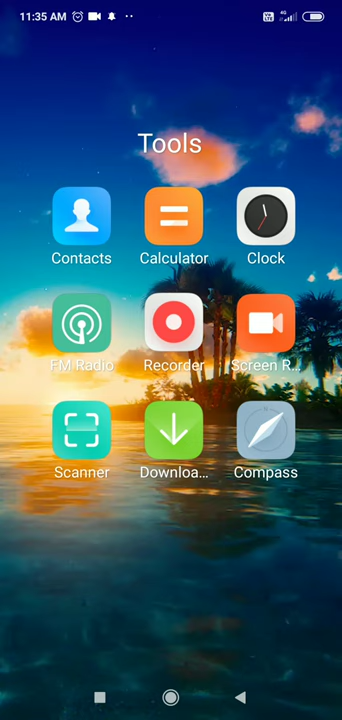 11:35 AM
4G
Tools
Contacts Calculator Clock
FM Radio Recorder Screen R...
Scanner Downloa... Compass